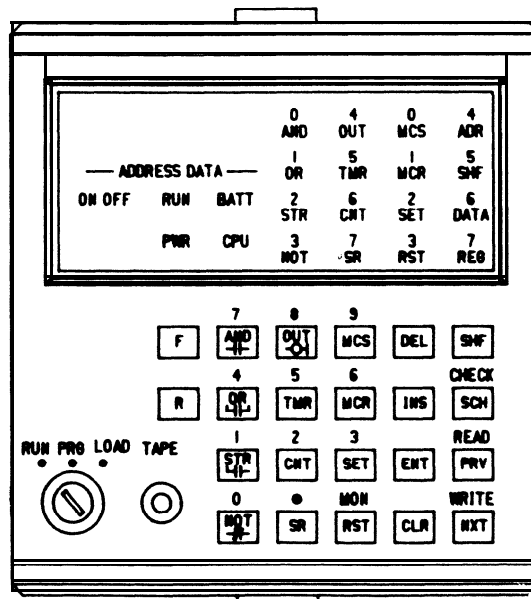 0 4 0 4
AND OUT MCS ADR
1 5 1 5
ADDRESS DATA OR TMR MCR SHF
ON OFF RUN BATT 2 6 2 6
STR CNT SET DATA
PWR CPU 3 7 3 7
NOT SR RST REG
7 8 9
F AND OUT MCS DEL SHF
4 5 6 CHECK
R OR TMR MCR INS SCH
1 2 3 READ
RUN PRG LOAD TAPE STR CNT SET ENT PRV
0 MON WRITE
NOT SR RST CLR NXT